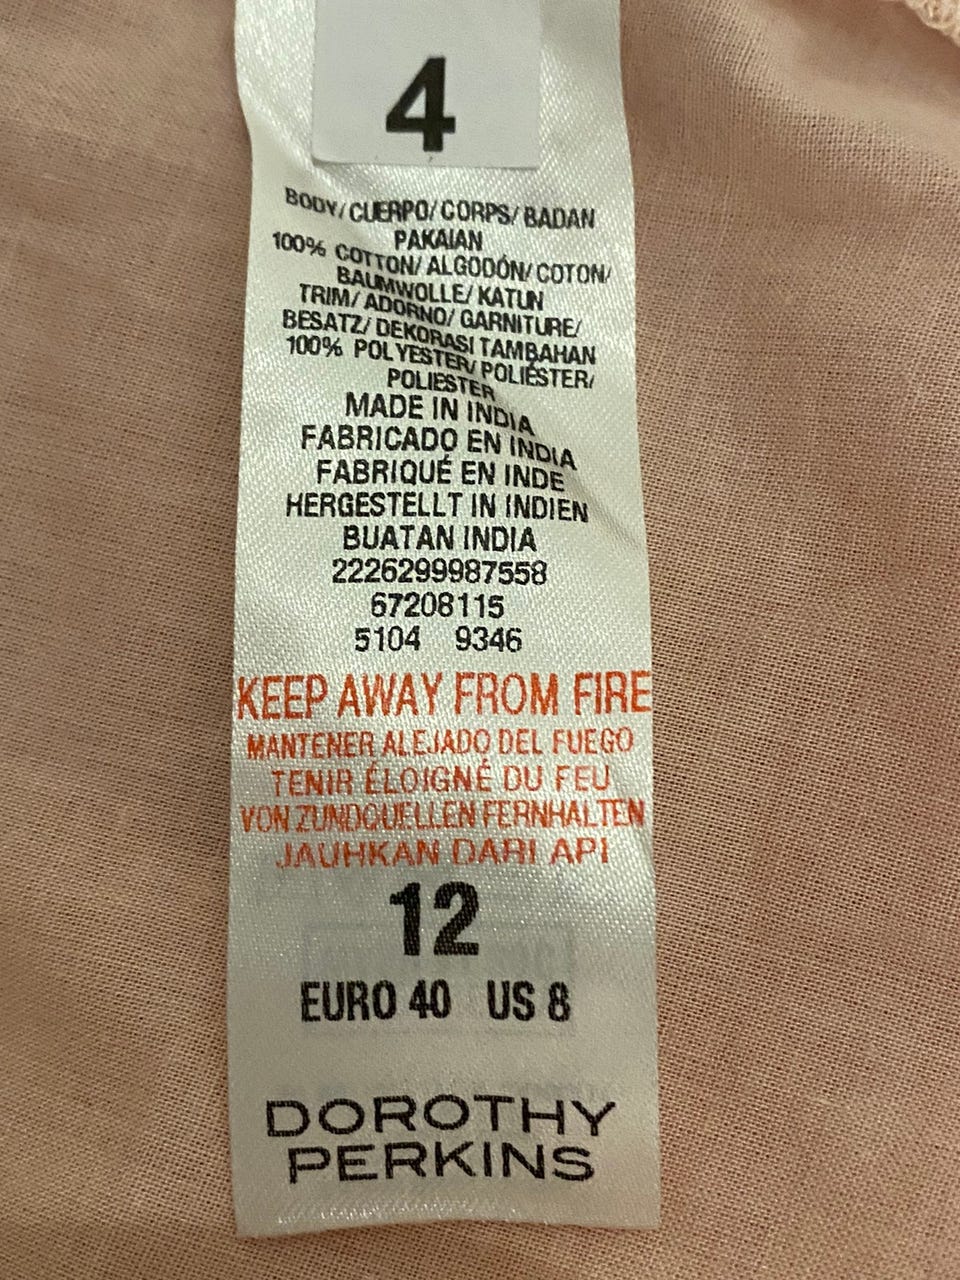 4
BODY/CUERPO/CORPS/BADAN
PAKAIAN
100% COTTON/ALGODÓN/COTON/
BAUMWOLLE/KATUN
TRIM/ADORNO/GARNITURE/
BESATZ/DEKORASI TAMBAHAN
100% POLYESTER/POLIÉSTER/
POLIESTER
MADE IN INDIA
FABRICADO EN INDIA
FABRIQUÉ EN INDE
HERGESTELLT IN INDIEN
BUATAN INDIA
2226299987558
67208115
5104 9346
KEEP AWAY FROM FIRE
MANTENER ALEJADO DEL FUEGO
TENIR ÉLOIGNÉ DU FEU
VON ZUNDQUELLEN FERNHALTEN
JAUHKAN DARI API
12
EURO 40 US 8
DOROTHY
PERKINS